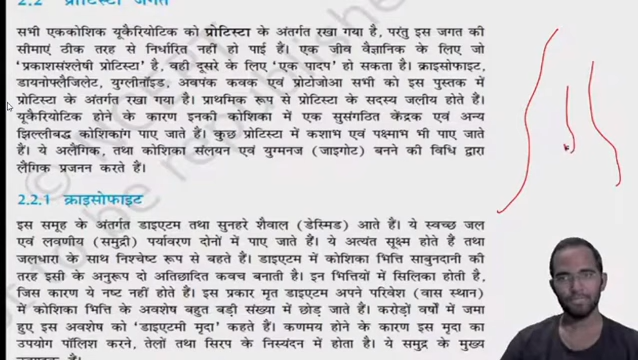 2.2 प्रोटिस्टा जगत
सभी एककोशिक यूकैरियोटिक को प्रोटिस्टा के अंतर्गत रखा गया है, परंतु इस जगत की
सीमाएं ठीक तरह से निर्धारित नहीं हो पाई हैं। एक जीव वैज्ञानिक के लिए जो
'प्रकाशसंश्लेषी प्रोटिस्टा' है, वही दूसरे के लिए 'एक पादप' हो सकता है। क्राइसोफाइट,
डायनोफ्लैजिलेट, युग्लीनॉइड, अवपंक कवक एवं प्रोटोजोआ सभी को इस पुस्तक में
प्रोटिस्टा के अंतर्गत रखा गया है। प्राथमिक रूप से प्रोटिस्टा के सदस्य जलीय होते हैं।
यूकैरियोटिक होने के कारण इनकी कोशिका में एक सुसंगठित केंद्रक एवं अन्य
झिल्लीबद्ध कोशिकांग पाए जाते हैं। कुछ प्रोटिस्टा में कशाभ एवं पक्ष्माभ भी पाए जाते
हैं। ये अलैंगिक, तथा कोशिका संलयन एवं युग्मनज (जाइगोट) बनने की विधि द्वारा
लैंगिक प्रजनन करते हैं।
2.2.1 क्राइसोफाइट
इस समूह के अंतर्गत डाइएटम तथा सुनहरे शैवाल (डेस्मिड) आते हैं। ये स्वच्छ जल
एवं लवणीय (समुद्री) पर्यावरण दोनों में पाए जाते हैं। ये अत्यंत सूक्ष्म होते हैं तथा
जलधारा के साथ निश्चेष्ट रूप से बहते हैं। डाइएटम में कोशिका भित्ति साबुनदानी की
तरह इसी के अनुरूप दो अतिछादित कवच बनाती है। इन भित्तियों में सिलिका होती है,
जिस कारण ये नष्ट नहीं होते हैं। इस प्रकार मृत डाइएटम अपने परिवेश (वास स्थान)
में कोशिका भित्ति के अवशेष बहुत बड़ी संख्या में छोड़ जाते हैं। करोड़ों वर्षों में जमा
हुए इस अवशेष को 'डाइएटमी मृदा' कहते हैं। कणमय होने के कारण इस मृदा का
उपयोग पॉलिश करने, तेलों तथा सिरप के निस्यंदन में होता है। ये समुद्र के मुख्य